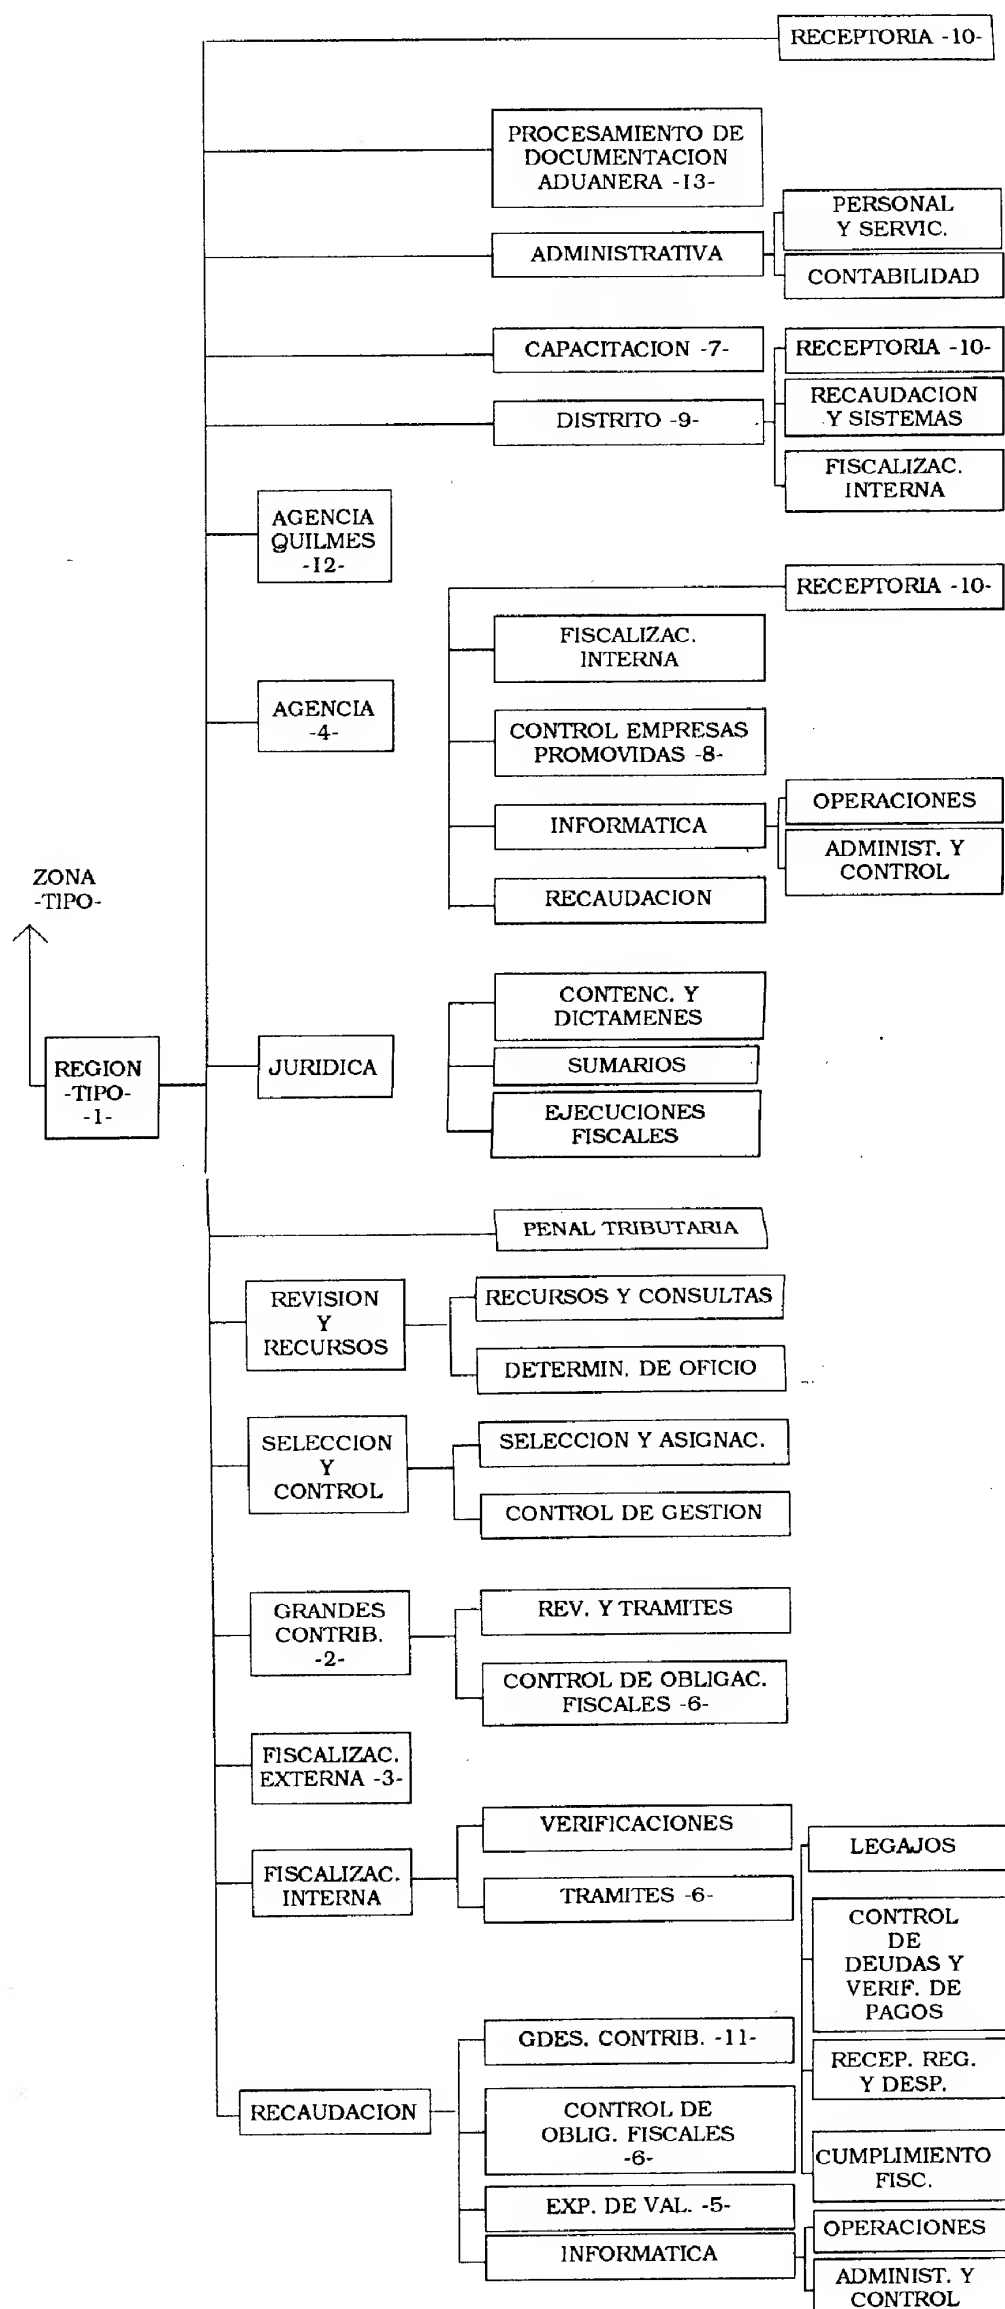 RECEPTORIA -10-
PROCESAMIENTO DE
DOCUMENTACION
ADUANERA -13-
PERSONAL
Y SERVIC.
ADMINISTRATIVA
CONTABILIDAD
CAPACITACION -7-
RECEPTORIA -10-
RECAUDACION
Y SISTEMAS
DISTRITO -9-
FISCALIZAC.
INTERNA
AGENCIA
QUILMES
-12-
RECEPTORIA -10-
FISCALIZAC.
INTERNA
AGENCIA
-4-
CONTROL EMPRESAS
PROMOVIDAS -8-
OPERACIONES
INFORMATICA
ADMINIST. Y
CONTROL
RECAUDACION
ZONA
-TIPO-
CONTENC. Y
DICTAMENES
REGION
-TIPO-
-1-
JURIDICA
SUMARIOS
EJECUCIONES
FISCALES
PENAL TRIBUTARIA
REVISION
Y
RECURSOS
RECURSOS Y CONSULTAS
DETERMIN. DE OFICIO
SELECCION
Y
CONTROL
SELECCION Y ASIGNAC.
CONTROL DE GESTION
GRANDES
CONTRIB.
-2-
REV. Y TRAMITES
CONTROL DE OBLIGAC.
FISCALES -6-
FISCALIZAC.
EXTERNA -3-
VERIFICACIONES
LEGAJOS
FISCALIZAC.
INTERNA
TRAMITES -6-
CONTROL
DE
DEUDAS Y
VERIF. DE
PAGOS
GDES. CONTRIB. -11-
RECEP. REG.
Y DESP.
RECAUDACION
CONTROL DE
OBLIG. FISCALES
-6-
CUMPLIMIENTO
FISC.
EXP. DE VAL. -5-
OPERACIONES
INFORMATICA
ADMINIST. Y
CONTROL